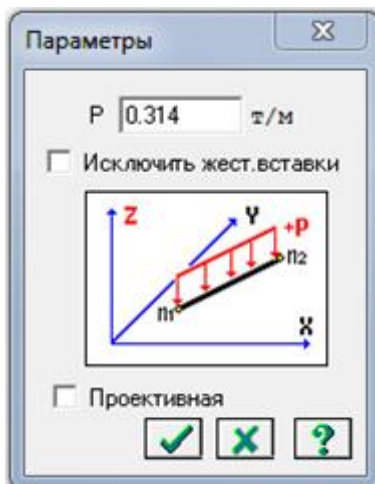 Параметры
P 0.314 т/м
Исключить жест.вставки
Z Y +P
n2
n1
X
Проективная
?